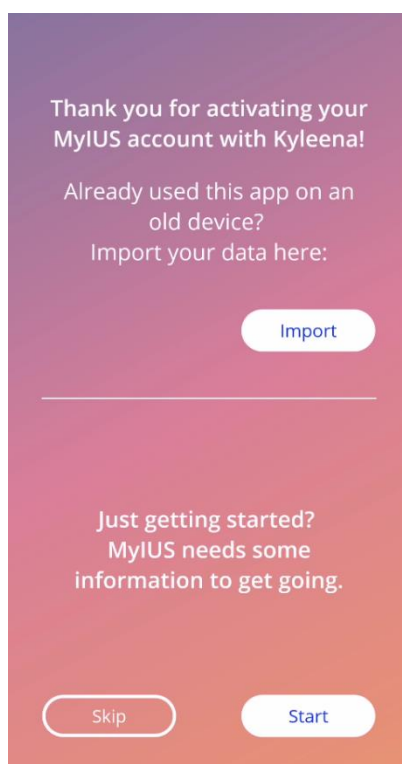 Thank you for activating your
MyIUS account with Kyleena!
Already used this app on an
old device?
Import your data here:
Import
Just getting started?
MyIUS needs some
information to get going.
Skip
Start